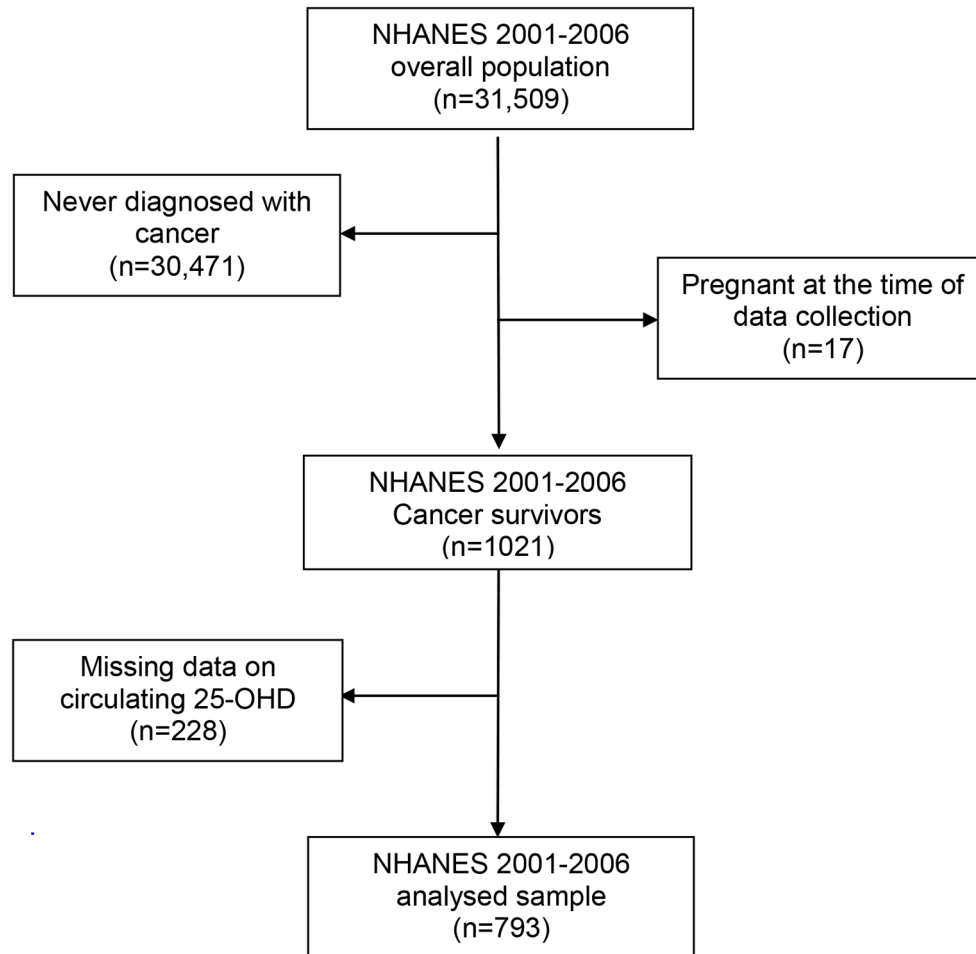 NHANES 2001-2006
overall population
(n=31,509)
Never diagnosed with
cancer
(n=30,471)
Pregnant at the time of
data collection
(n=17)
NHANES 2001-2006
Cancer survivors
(n=1021)
Missing data on
circulating 25-OHD
(n=228)
NHANES 2001-2006
analysed sample
(n=793)